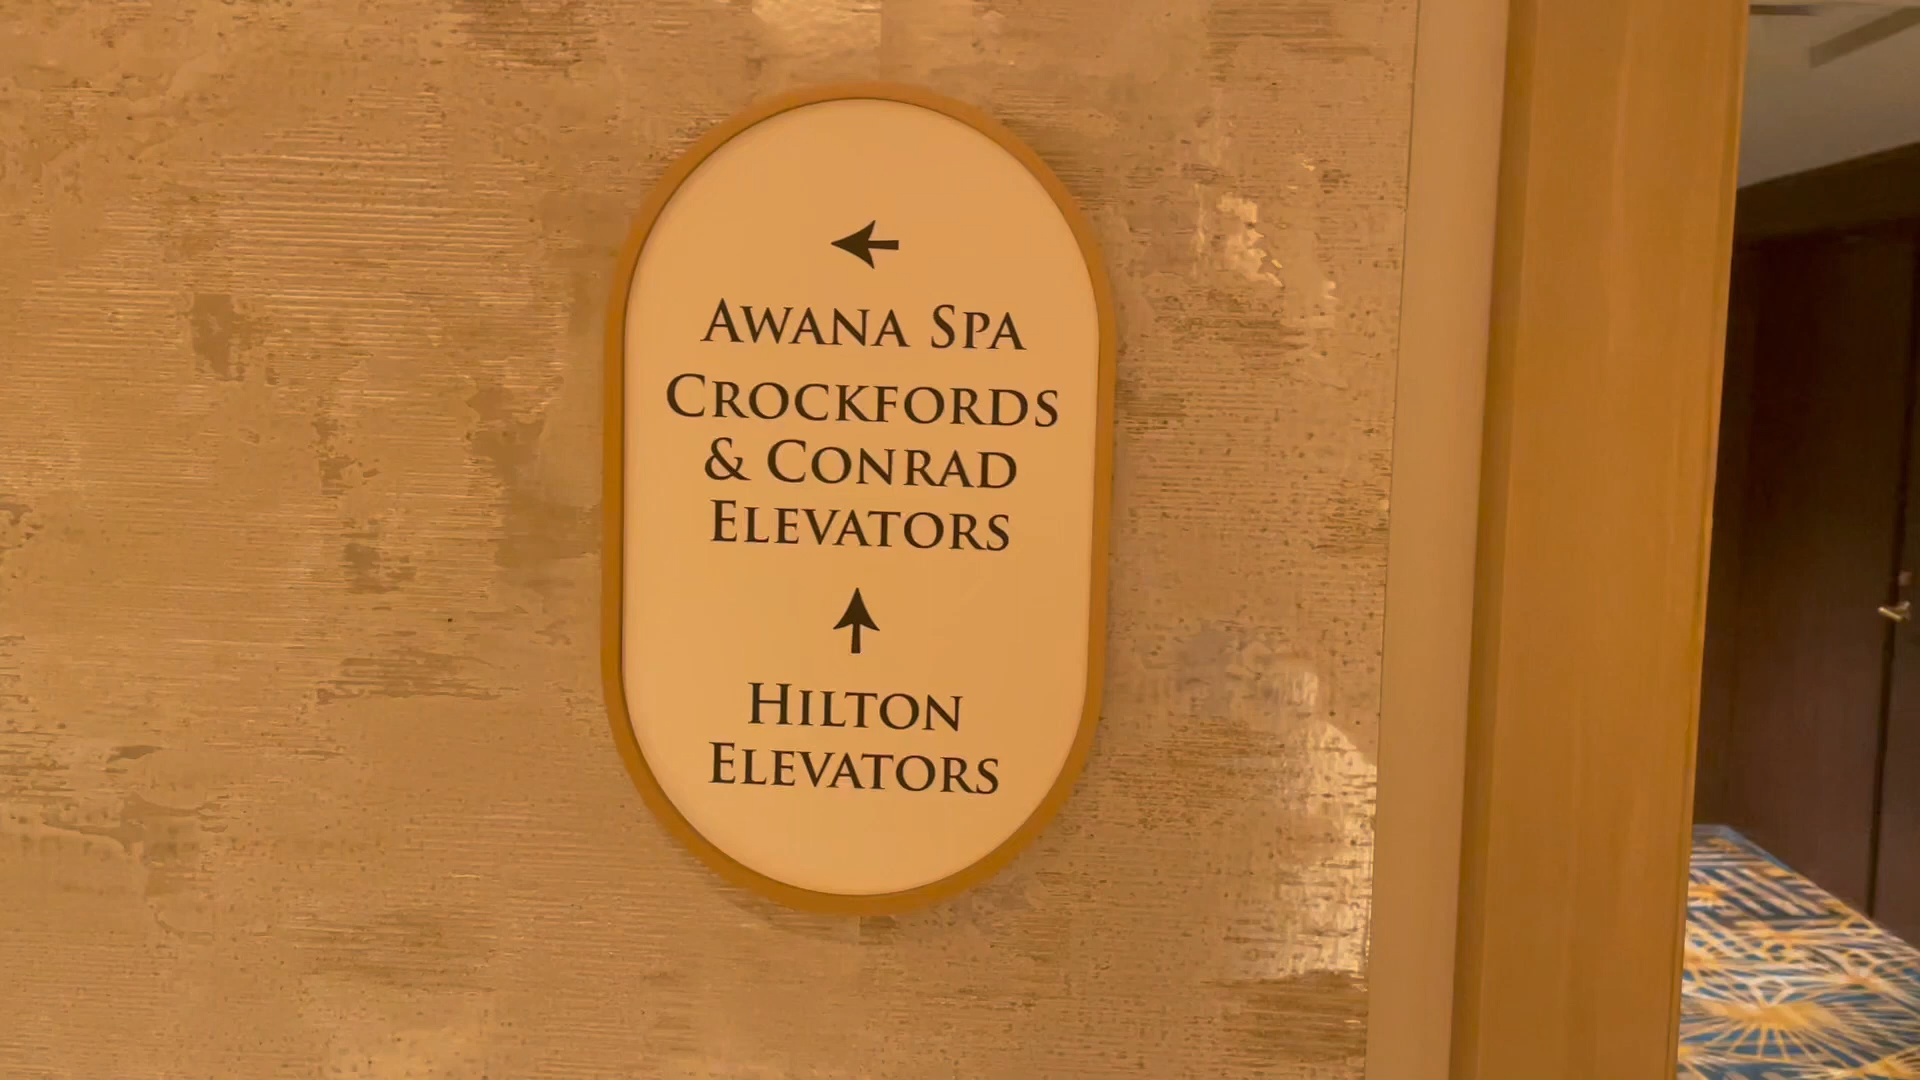 AWANA SPA
CROCKFORDS
& CONRAD
ELEVATORS
HILTON
ELEVATORS